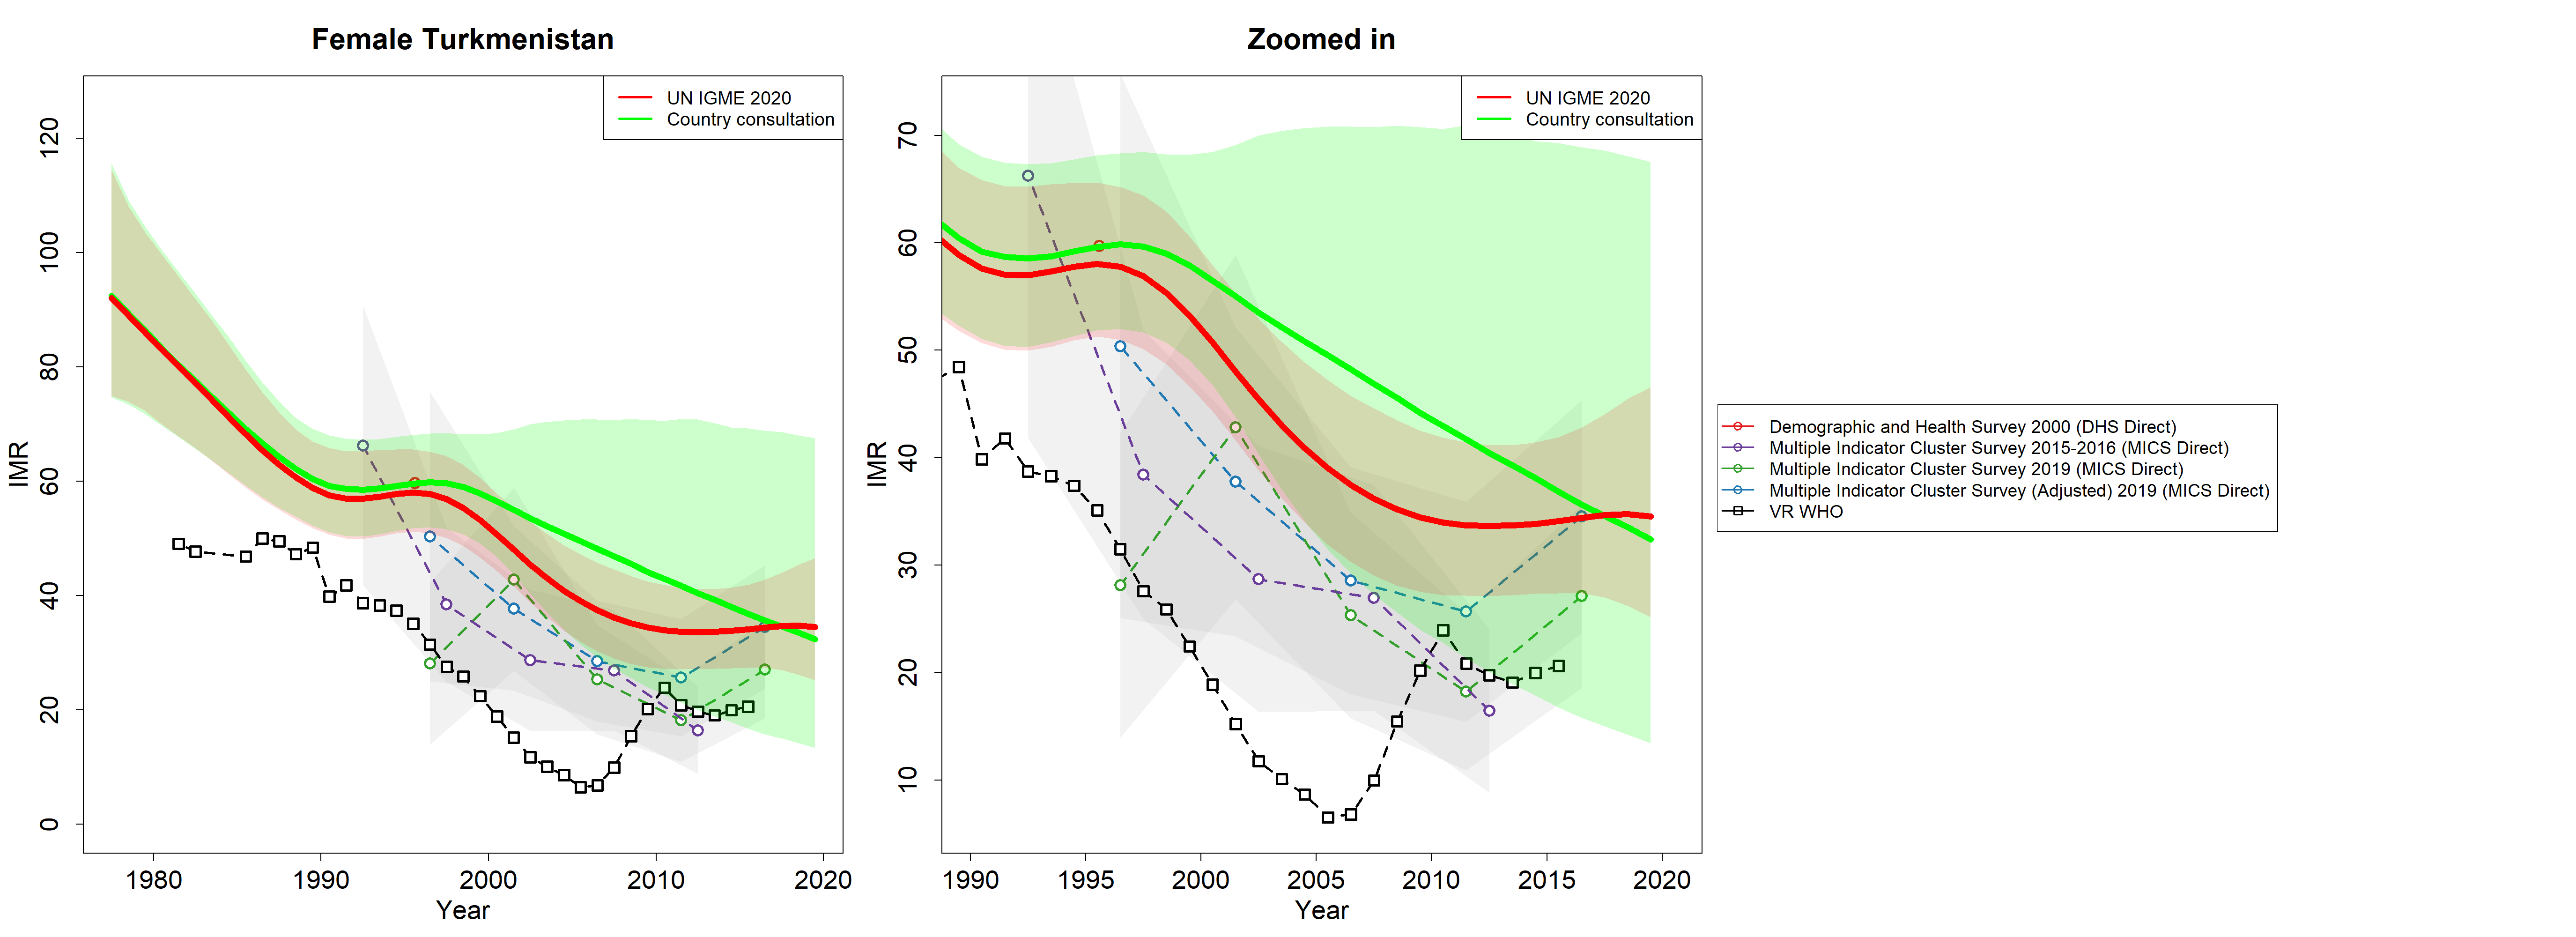 Female Turkmenistan
UN IGME 2020
Country consultation
IMR
120
100
80
60
40
20
0
1980
1990
2000
2010
2020
Year
Zoomed in
UN IGME 2020
Country consultation
IMR
70
60
50
40
30
20
10
1990
1995
2000
2005
2010
2015
2020
Year
Demographic and Health Survey 2000 (DHS Direct)
Multiple Indicator Cluster Survey 2015-2016 (MICS Direct)
Multiple Indicator Cluster Survey 2019 (MICS Direct)
Multiple Indicator Cluster Survey (Adjusted) 2019 (MICS Direct)
VR WHO